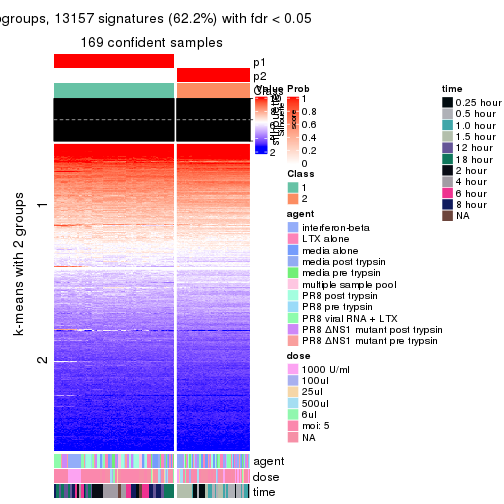 ogroups, 13157 signatures (62.2%) with fdr < 0.05
169 confident samples
p1
p2
Class
k-means with 2 groups
1
2
Value
2
Prob
1
0.8
0.6
0.4
0.2
0
Class
1
2
agent
interferon-beta
LTX alone
media alone
media post trypsin
media pre trypsin
multiple sample pool
PR8 post trypsin
PR8 pre trypsin
PR8 viral RNA + LTX
PR8 ΔNS1 mutant post trypsin
PR8 ΔNS1 mutant pre trypsin
dose
1000 U/ml
100ul
25ul
500ul
6ul
moi: 5
NA
time
0.25 hour
0.5 hour
1.0 hour
1.5 hour
12 hour
18 hour
2 hour
4 hour
6 hour
8 hour
NA
agent
dose
time